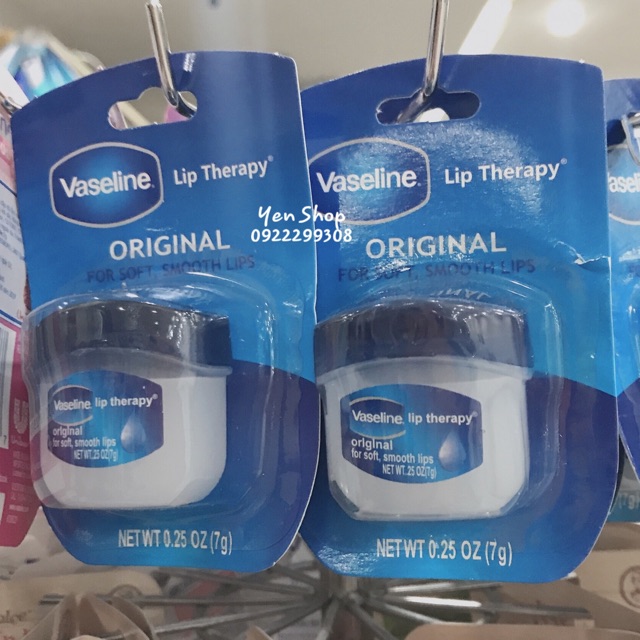 Vaseline Lip Therapy®
ORIGINAL
FOR SOFT, SMOOTH LIPS
Vaseline lip therapy®
original
for soft, smooth lips
NET WT .25 OZ (7g)
NET WT 0.25 OZ (7g)
Yen Shop
0922299308
Vaseline Lip Therapy®
ORIGINAL
FOR SOFT, SMOOTH LIPS
Vaseline lip therapy®
original
for soft, smooth lips
NET WT .25 OZ (7g)
NET WT 0.25 OZ (7g)